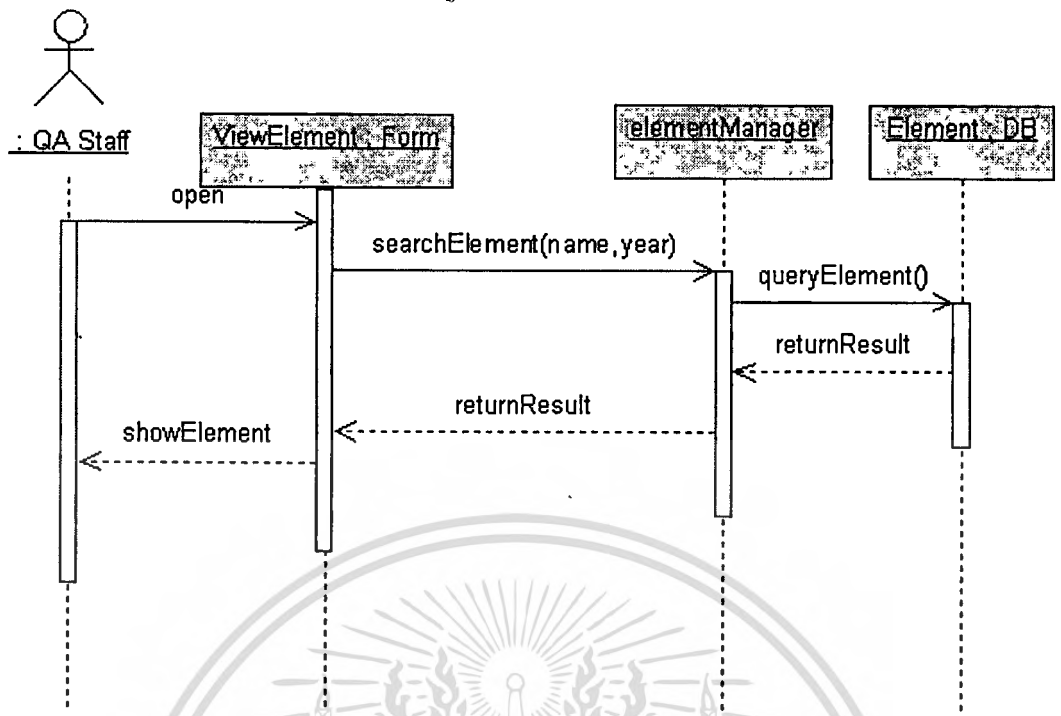 : QA Staff
ViewElement : Form
elementManager
Element : DB
open
searchElement(name,year)
queryElement()
returnResult
returnResult
showElement